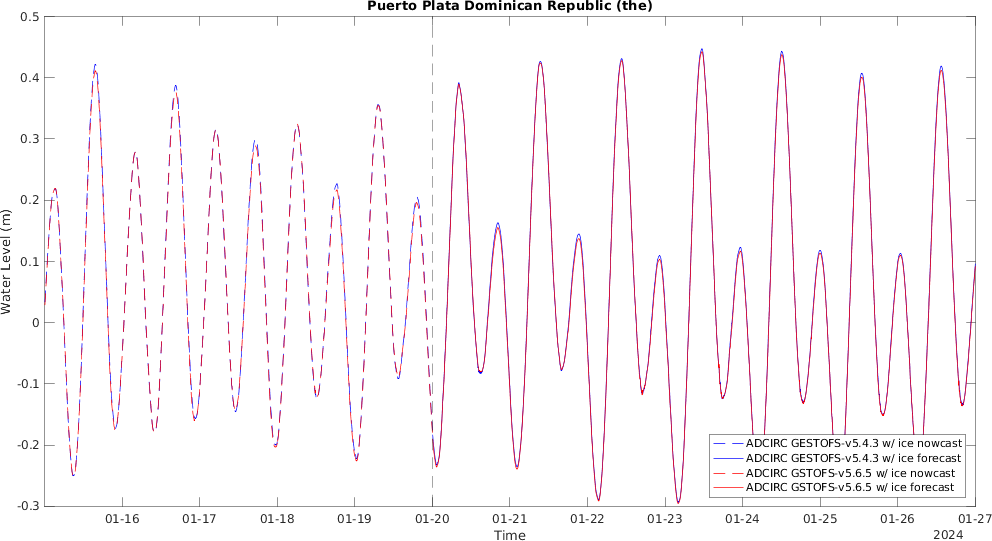 Puerto Plata Dominican Republic (the)
0.5
0.4
0.3
0.2
0.1
0
-0.1
-0.2
-0.3
Water Level (m)
ADCIRC GESTOFS-v5.4.3 w/ ice nowcast
ADCIRC GESTOFS-v5.4.3 w/ ice forecast
ADCIRC GSTOFS-v5.6.5 w/ ice nowcast
ADCIRC GSTOFS-v5.6.5 w/ ice forecast
01-16 01-17 01-18 01-19 01-20 01-21 01-22 01-23 01-24 01-25 01-26 01-27
Time
2024